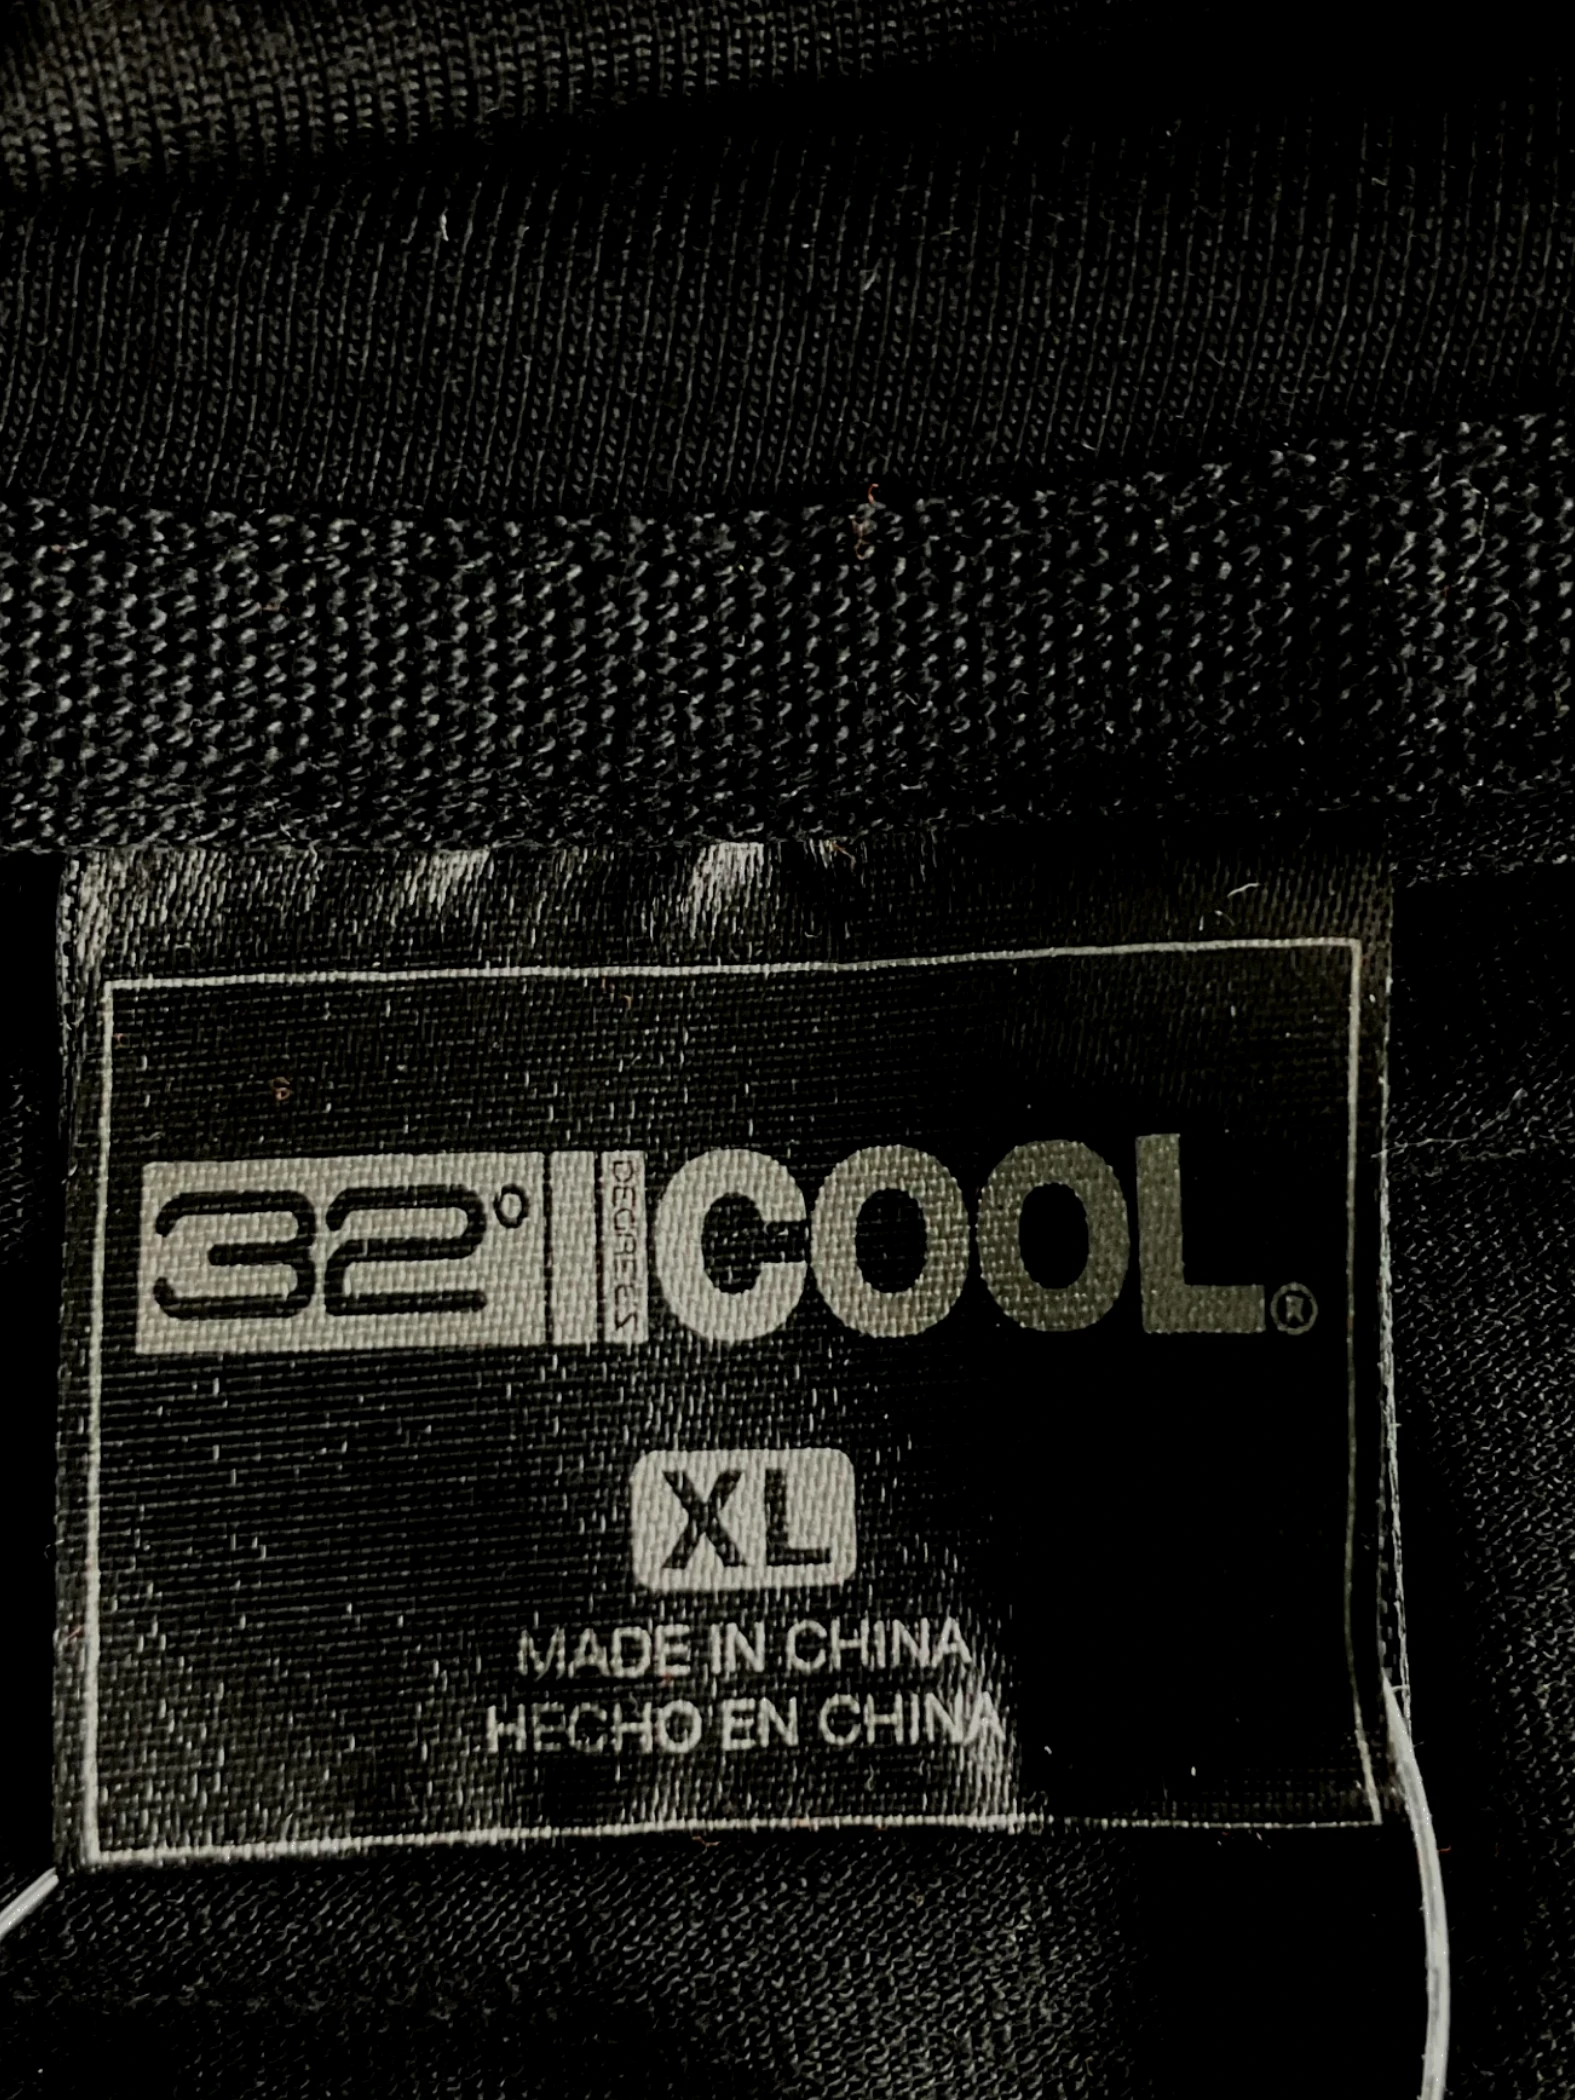 32° DEGREES COOL®
XL
MADE IN CHINA
HECHO EN CHINA